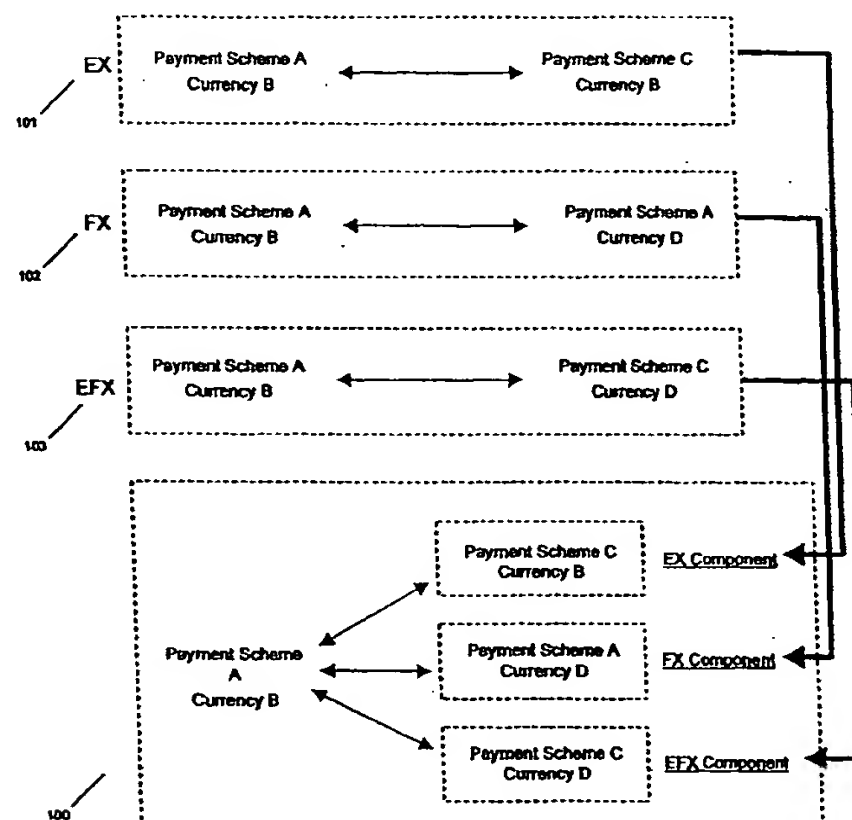 EX
Payment Scheme A
Currency B
Payment Scheme C
Currency B
101
FX
Payment Scheme A
Currency B
Payment Scheme A
Currency D
102
EFX
Payment Scheme A
Currency B
Payment Scheme C
Currency D
103
Payment Scheme C
Currency B
EX Component
Payment Scheme
A
Currency B
Payment Scheme A
Currency D
FX Component
Payment Scheme C
Currency D
EFX Component
100